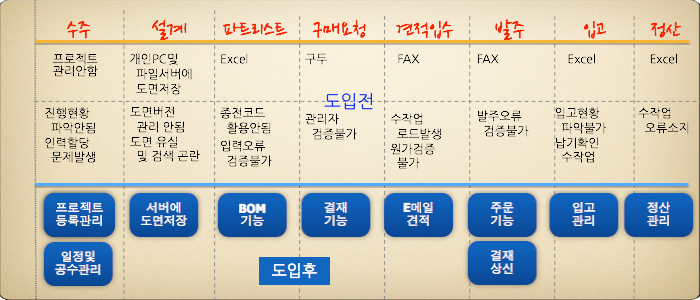 수주 설계 파트리스트 구매요청 견적입수 발주 입고 정산
프로젝트
관리안함
개인PC및
파일서버에
도면저장
Excel
구두
FAX
FAX
Excel
Excel
도입전
진행현황
파악안됨
인력할당
문제발생
도면버전
관리 안됨
도면 유실
및 검색 곤란
종전코드
활용안됨
입력오류
검증불가
관리자
검증불가
수작업
로드발생
원가검증
불가
발주오류
검증불가
입고현황
파악불가
납기확인
수작업
수작업
오류소지
프로젝트
등록관리
서버에
도면저장
BOM
기능
결재
기능
E메일
견적
주문
기능
입고
관리
정산
관리
일정및
공수관리
결재
상신
도입후